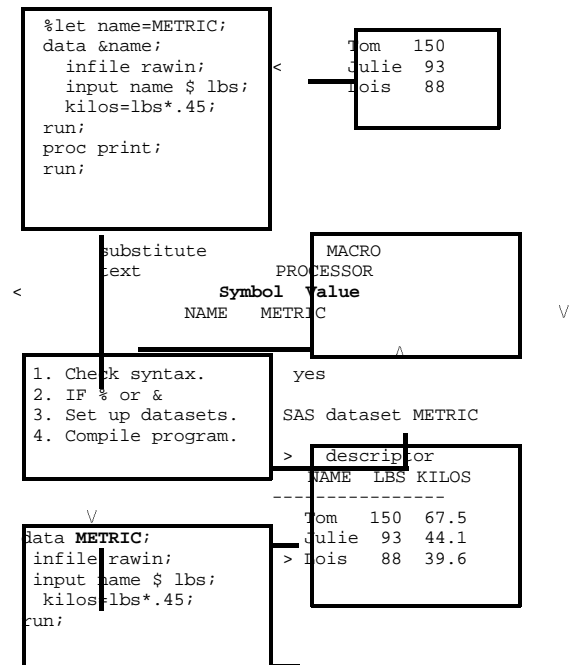 %let name=METRIC;
data &name;
infile rawin;
input name $ lbs;
kilos=lbs*.45;
run;
proc print;
run;
<
Tom 150
Julie 93
Lois 88
substitute
text
MACRO
PROCESSOR
<
Symbol Value
NAME METRIC
\/
/\
1. Check syntax.
2. IF % or &
3. Set up datasets.
4. Compile program.
yes
SAS dataset METRIC
> descriptor
NAME LBS KILOS
-----------------
Tom 150 67.5
Julie 93 44.1
> Lois 88 39.6
\/
data METRIC;
infile rawin;
input name $ lbs;
kilos=lbs*.45;
run;